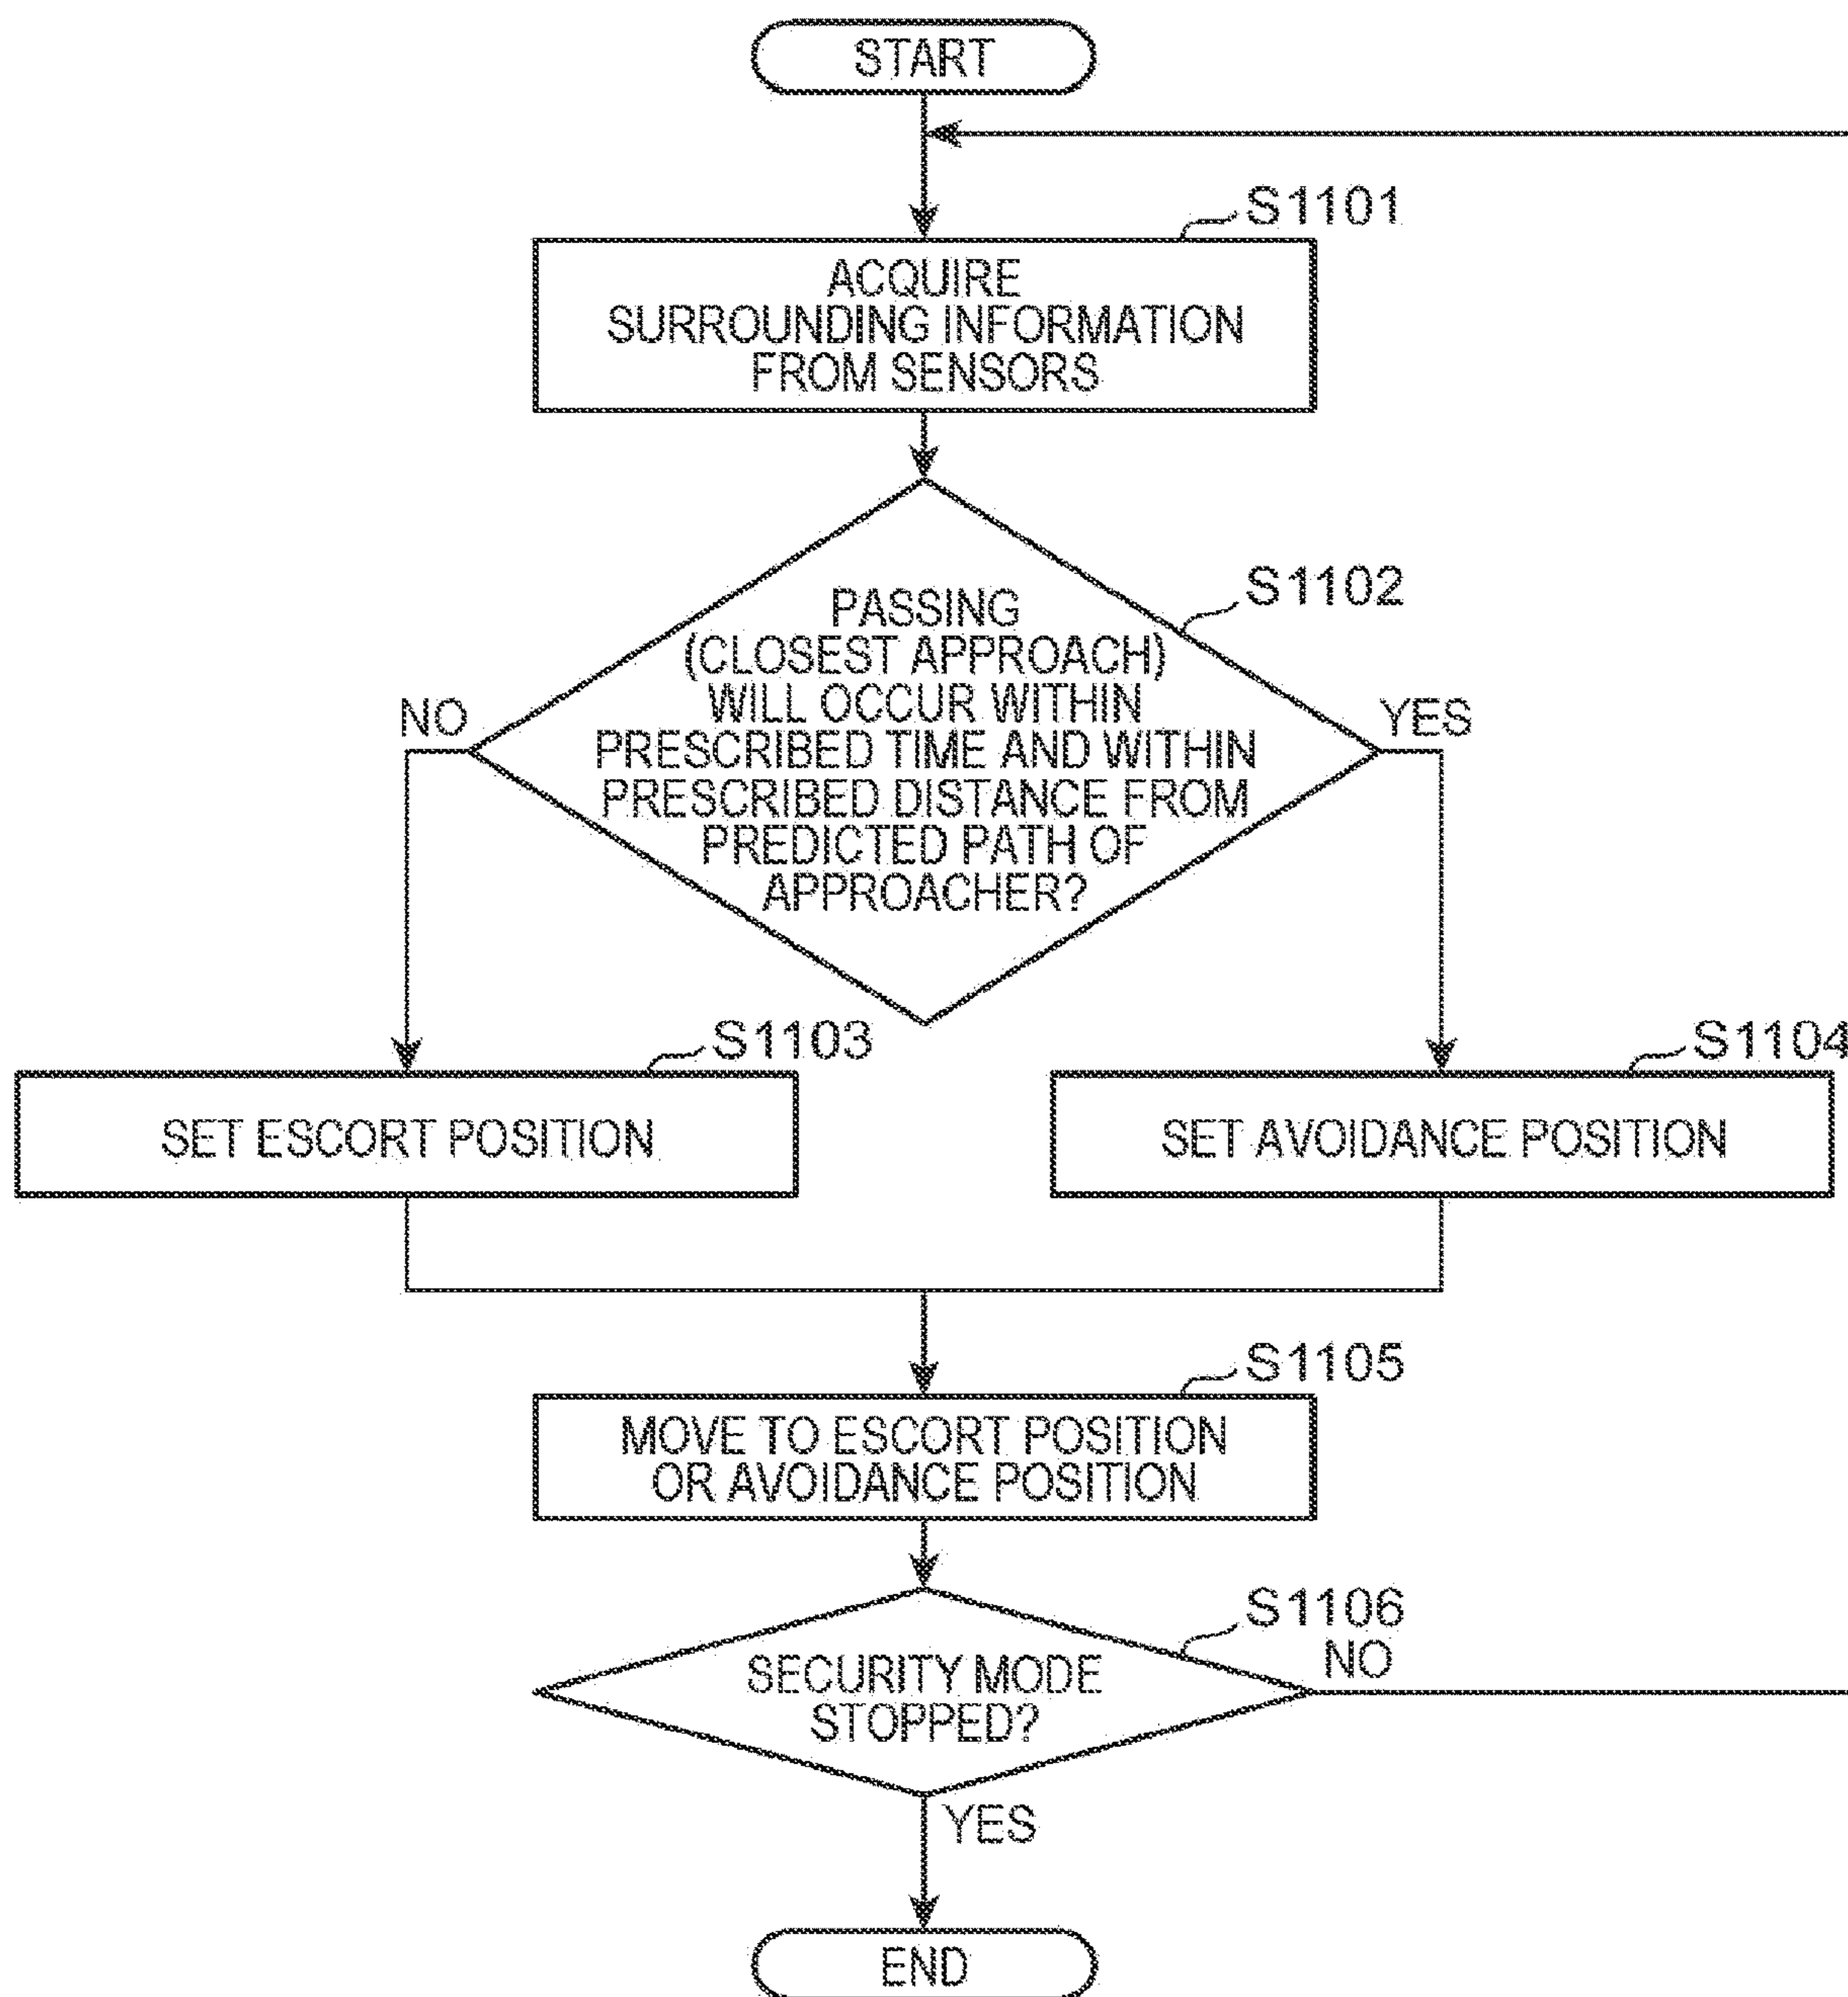 START
S1101
ACQUIRE
SURROUNDING INFORMATION
FROM SENSORS
S1102
PASSING
(CLOSEST APPROACH)
WILL OCCUR WITHIN
PRESCRIBED TIME AND WITHIN
PRESCRIBED DISTANCE FROM
PREDICTED PATH OF
APPROACHER?
NO
YES
S1103
SET ESCORT POSITION
S1104
SET AVOIDANCE POSITION
S1105
MOVE TO ESCORT POSITION
OR AVOIDANCE POSITION
S1106
SECURITY MODE
STOPPED?
NO
YES
END